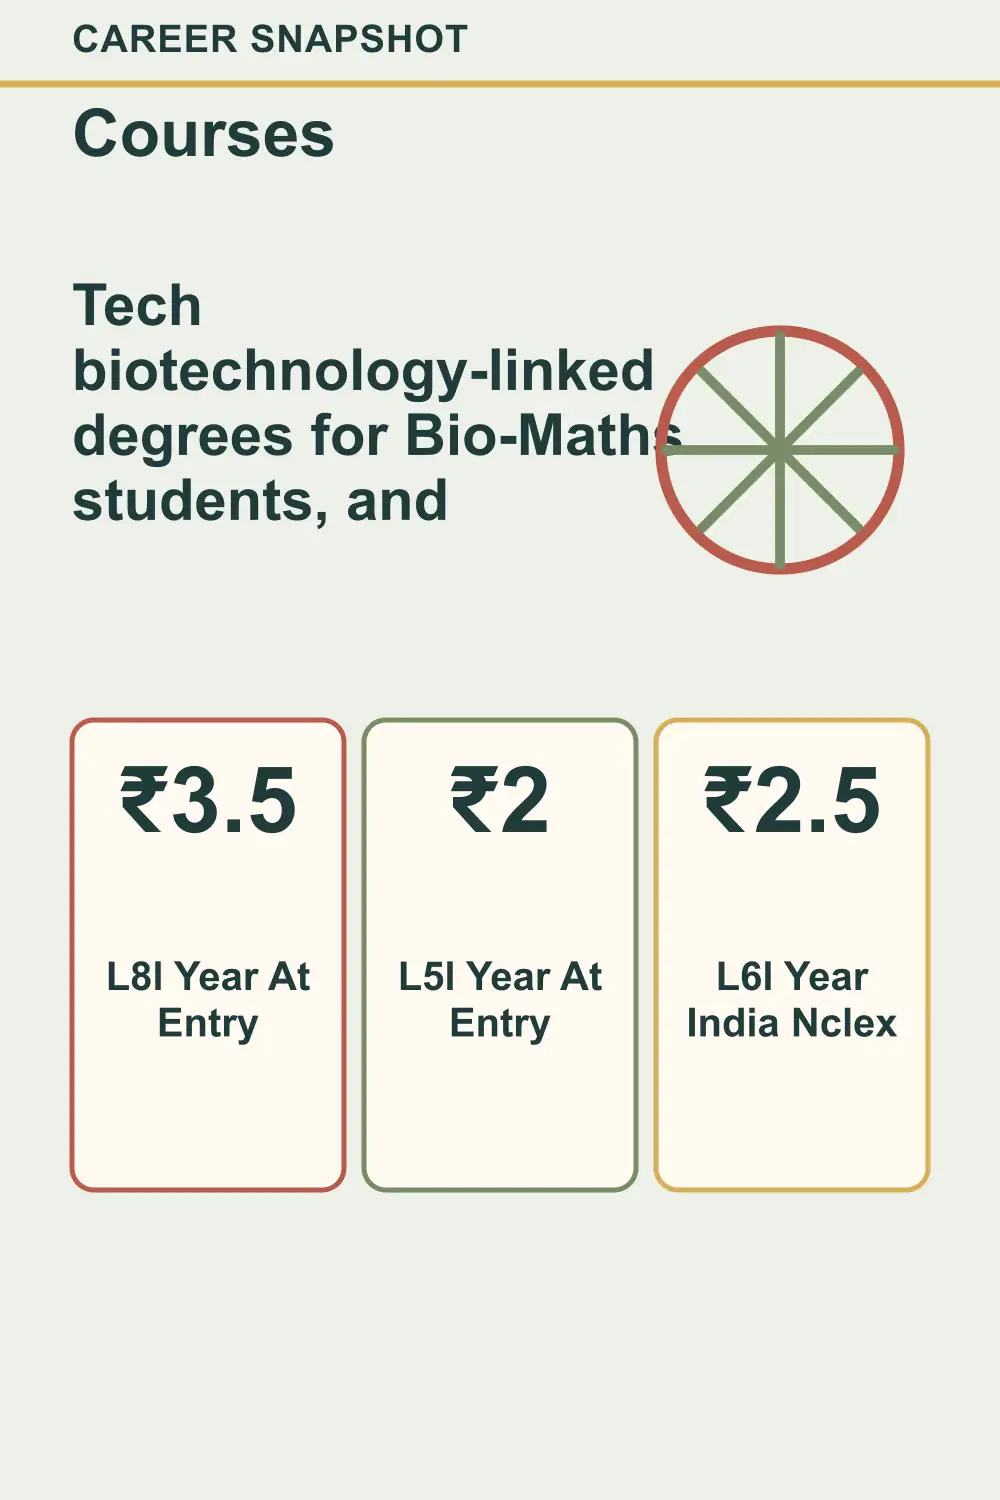 CAREER SNAPSHOT
Courses
Tech
biotechnology-linked
degrees for Bio-Maths
students, and
₹3.5
L8l Year At
Entry
₹2
L5l Year At
Entry
₹2.5
L6l Year
India Nclex